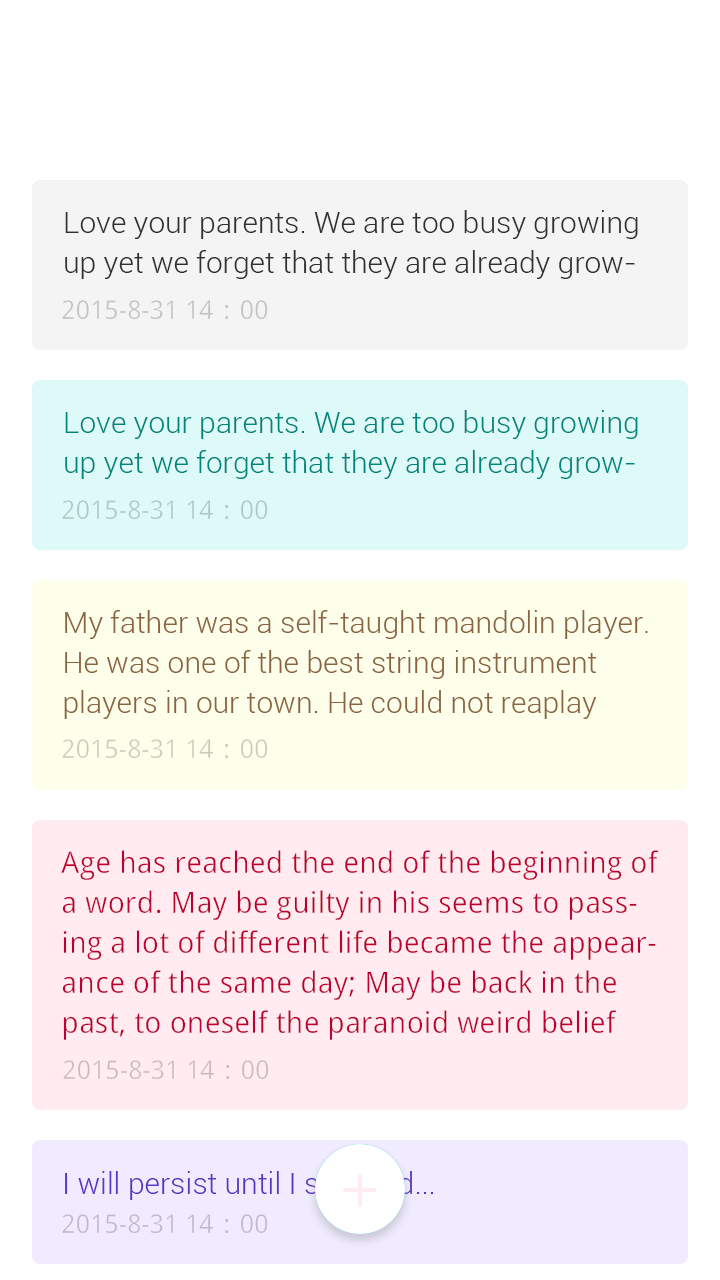 Love your parents. We are too busy growing
up yet we forget that they are already grow-
2015-8-31 14 : 00
Love your parents. We are too busy growing
up yet we forget that they are already grow-
2015-8-31 14 : 00
My father was a self-taught mandolin player.
He was one of the best string instrument
players in our town. He could not reaplay
2015-8-31 14 : 00
Age has reached the end of the beginning of
a word. May be guilty in his seems to pass-
ing a lot of different life became the appear-
ance of the same day; May be back in the
past, to oneself the paranoid weird belief
2015-8-31 14 : 00
I will persist until I
2015-8-31 14 : 00